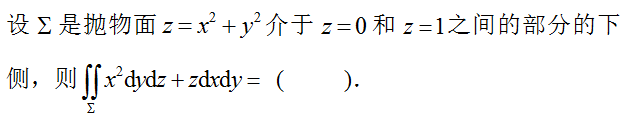 设 Σ 是抛物面 z = x² + y² 介于 z = 0 和 z = 1之间的部分的下
侧，则 ∬_Σ x²dydz + zdxdy = (     ).